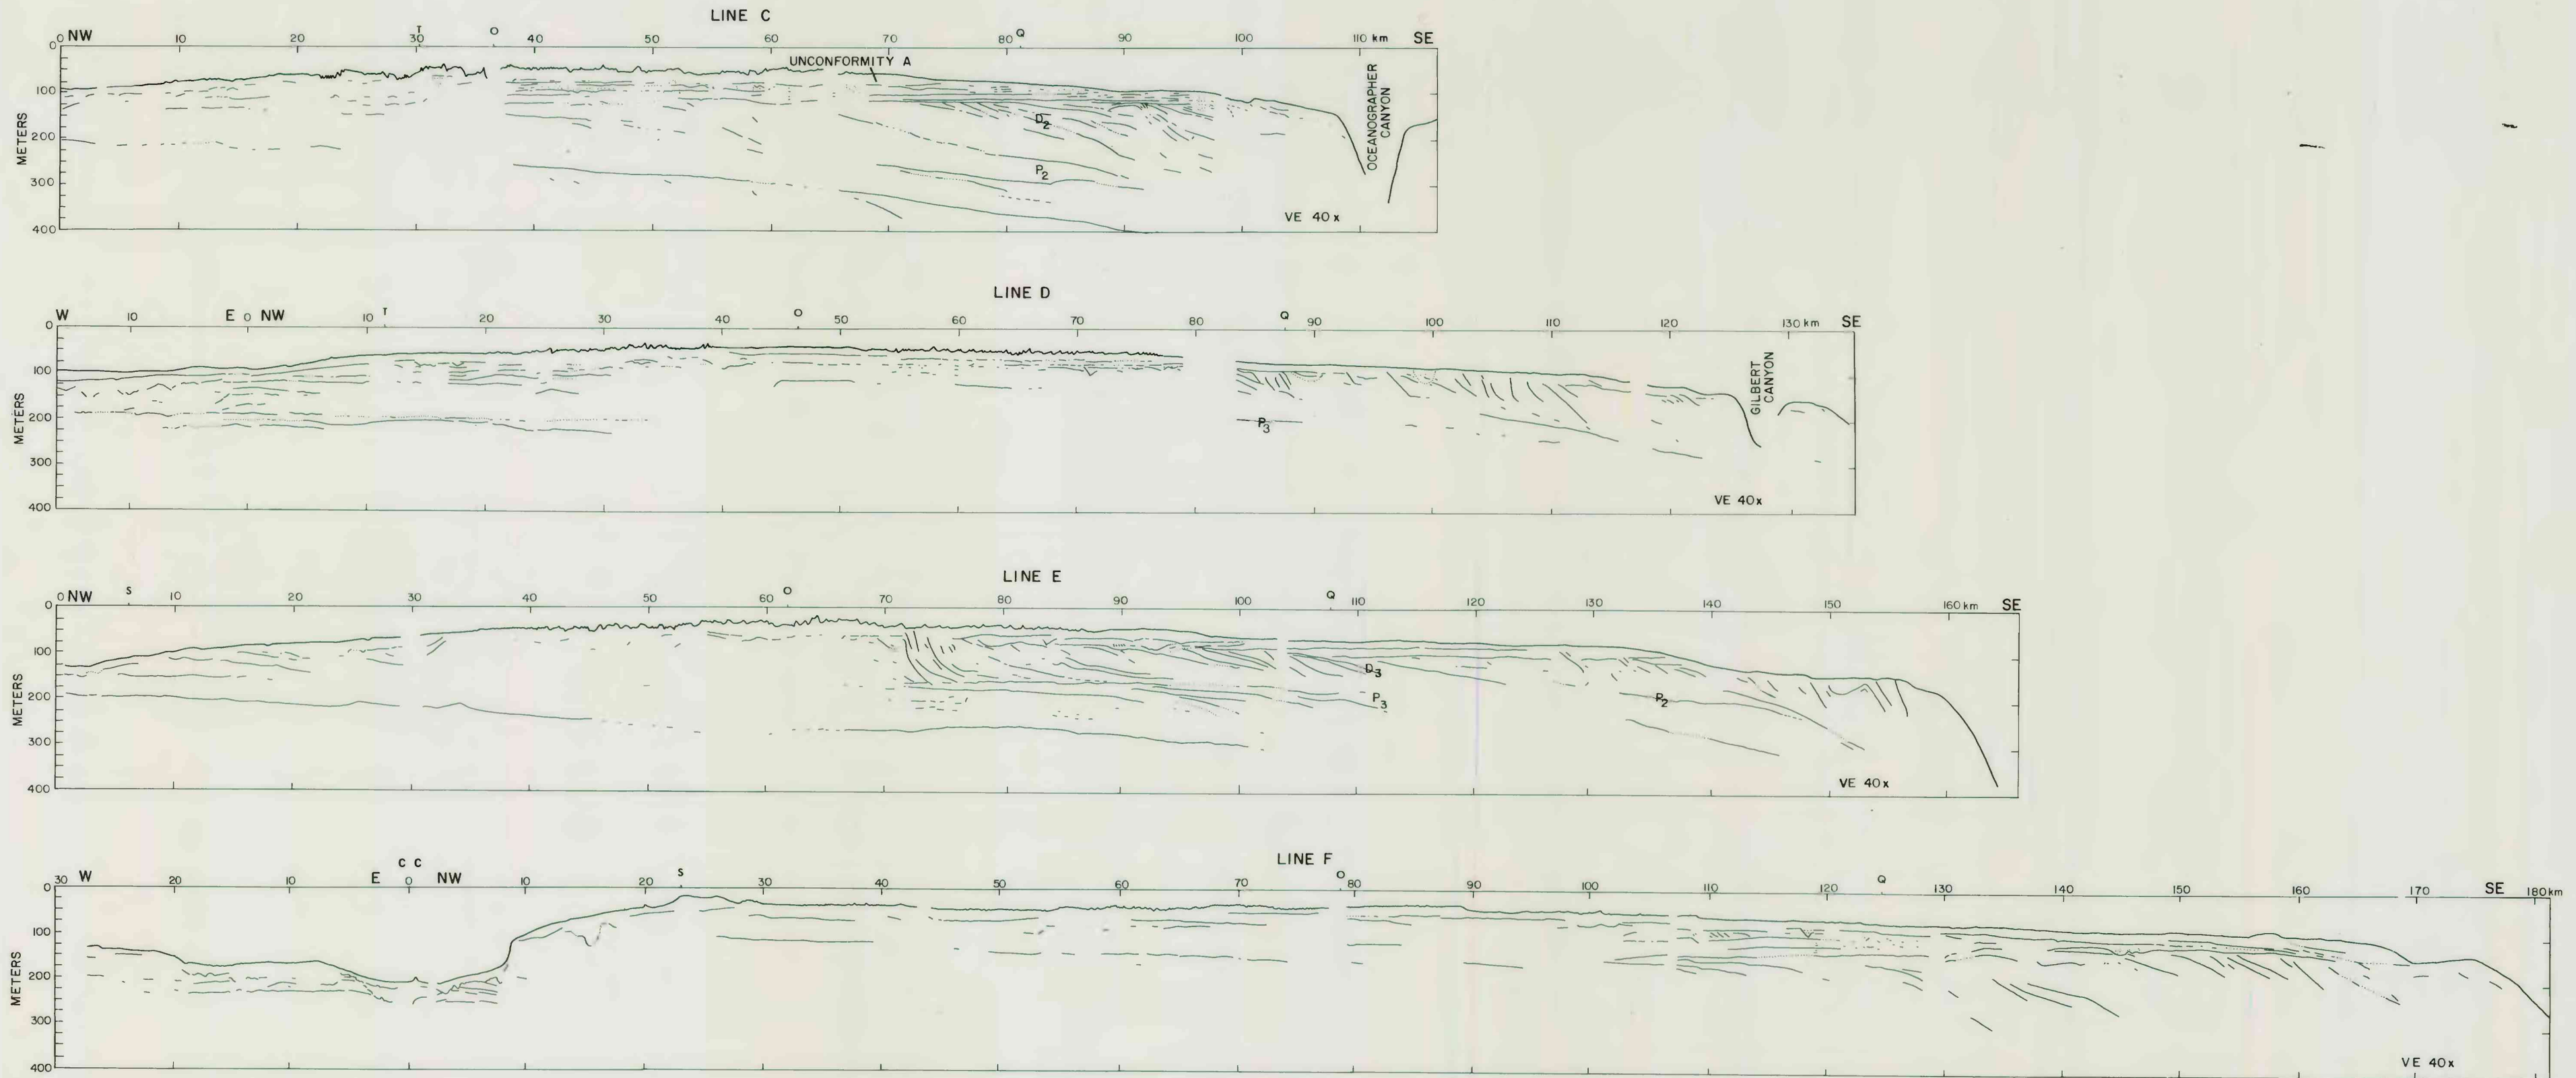 LINE C
T O Q
0 NW 10 20 30 40 50 60 70 80 90 100 110 km SE
0
100
200
300
400
METERS
UNCONFORMITY A
D2
P2
OCEANOGRAPHER
CANYON
VE 40x
LINE D
T O Q
W 10 E 0 NW 10 20 30 40 50 60 70 80 90 100 110 120 130 km SE
0
100
200
300
400
METERS
P3
GILBERT
CANYON
VE 40x
LINE E
S O Q
0 NW 10 20 30 40 50 60 70 80 90 100 110 120 130 140 150 160 km SE
0
100
200
300
400
METERS
D3
P3
P2
VE 40x
LINE F
C C S O Q
30 W 20 10 E 0 NW 10 20 30 40 50 60 70 80 90 100 110 120 130 140 150 160 170 SE 180 km
0
100
200
300
400
METERS
VE 40x